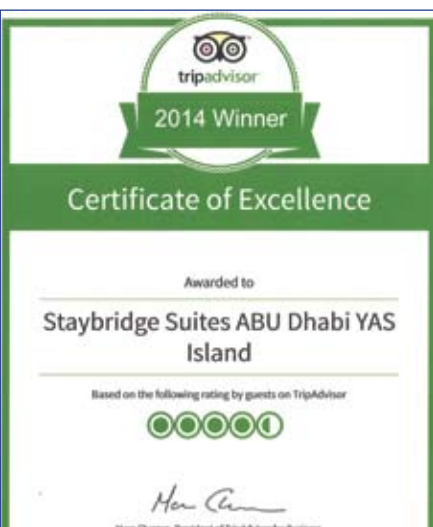 tripadvisor
2014 Winner
Certificate of Excellence
Awarded to
Staybridge Suites ABU Dhabi YAS
Island
Based on the following rating by guests on TripAdvisor